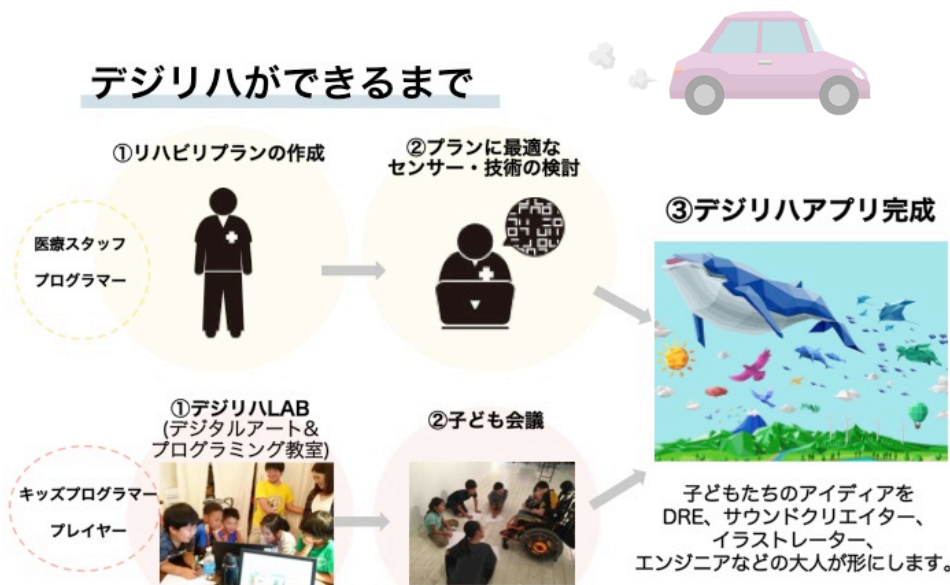 デジリハができるまで
①リハビリプランの作成
②プランに最適な
センサー・技術の検討
医療スタッフ
プログラマー
①デジリハLAB
(デジタルアート&
プログラミング教室)
②子ども会議
キッズプログラマー
プレイヤー
③デジリハアプリ完成
子どもたちのアイディアを
DRE、サウンドクリエイター、
イラストレーター、
エンジニアなどの大人が形にします。